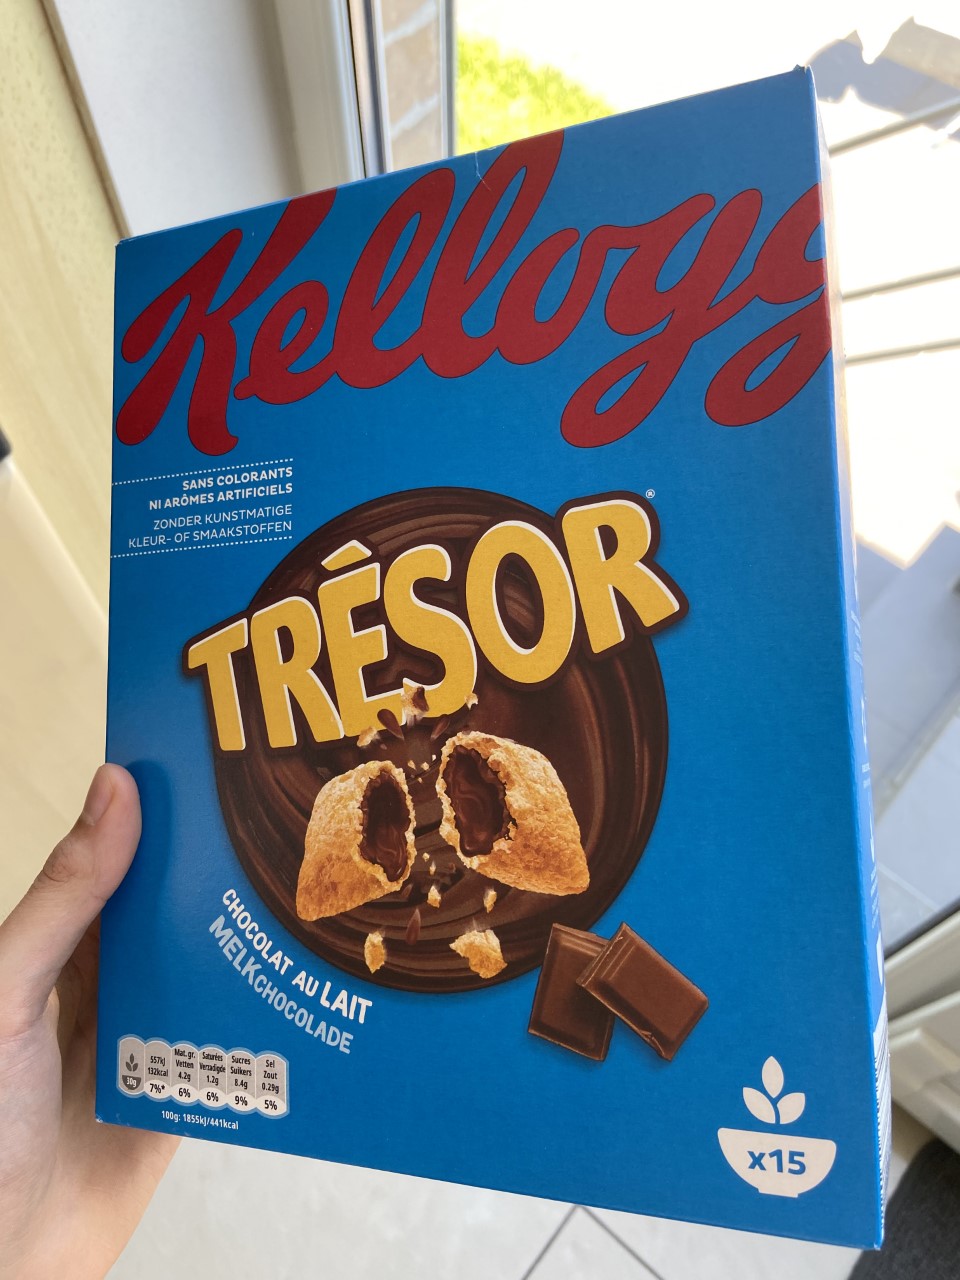 Kellogg
SANS COLORANTS
NI ARÔMES ARTIFICIELS
ZONDER KUNSTMATIGE
KLEUR- OF SMAAKSTOFFEN
TRÉSOR®
CHOCOLAT AU LAIT
MELKCHOCOLADE
30g
557kJ
132kcal
7%*
Mat.gr.
Vetten
4.2g
6%
Saturées
Verzadigde
1.2g
6%
Sucres
Suikers
8.4g
9%
Sel
Zout
0.29g
5%
100g: 1855kJ/441kcal
x15